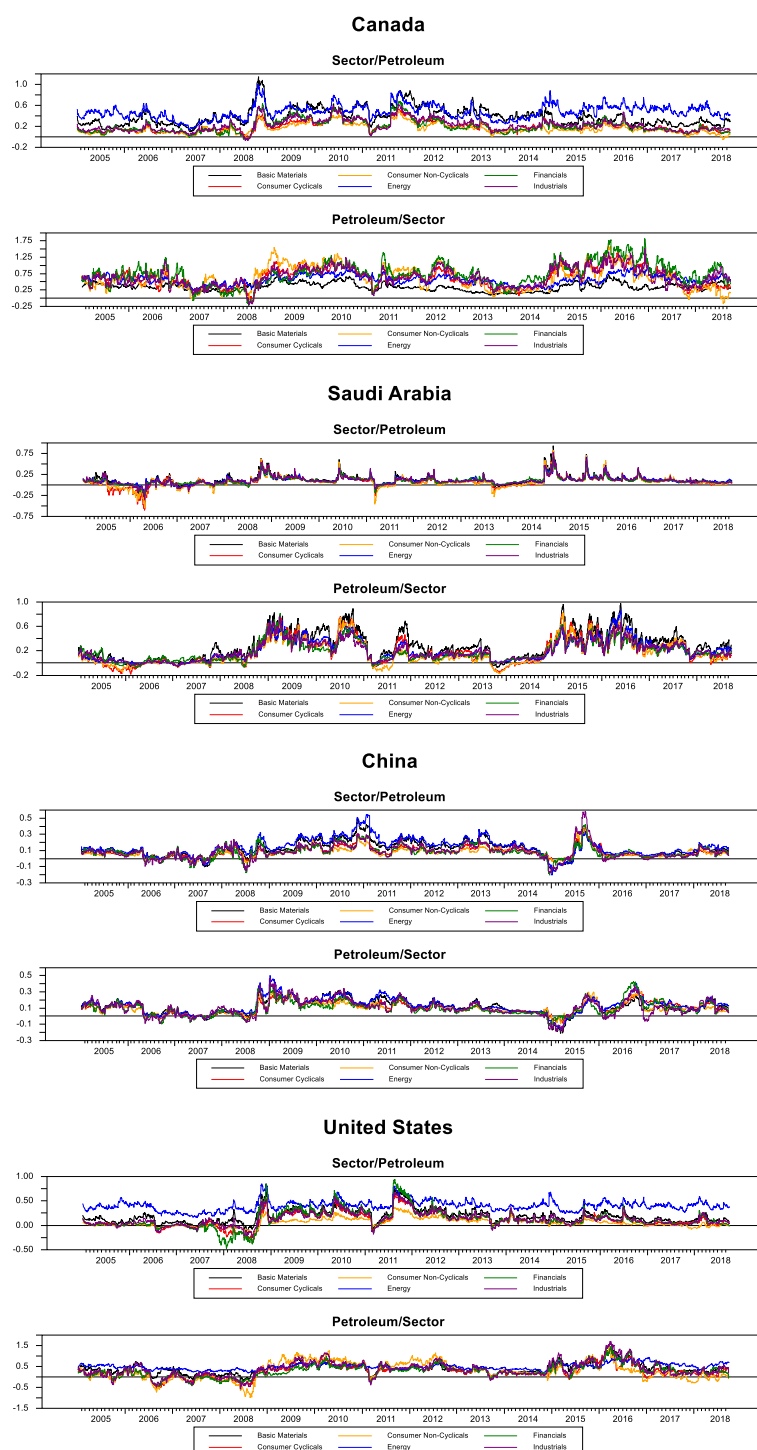 Canada
Sector/Petroleum
1.0
0.6
0.2
-0.2
2005 2006 2007 2008 2009 2010 2011 2012 2013 2014 2015 2016 2017 2018
Basic Materials Consumer Non-Cyclicals Financials
Consumer Cyclicals Energy Industrials
Petroleum/Sector
1.75
1.25
0.75
0.25
-0.25
2005 2006 2007 2008 2009 2010 2011 2012 2013 2014 2015 2016 2017 2018
Basic Materials Consumer Non-Cyclicals Financials
Consumer Cyclicals Energy Industrials
Saudi Arabia
Sector/Petroleum
0.75
0.25
-0.25
-0.75
2005 2006 2007 2008 2009 2010 2011 2012 2013 2014 2015 2016 2017 2018
Basic Materials Consumer Non-Cyclicals Financials
Consumer Cyclicals Energy Industrials
Petroleum/Sector
1.0
0.6
0.2
-0.2
2005 2006 2007 2008 2009 2010 2011 2012 2013 2014 2015 2016 2017 2018
Basic Materials Consumer Non-Cyclicals Financials
Consumer Cyclicals Energy Industrials
China
Sector/Petroleum
0.5
0.3
0.1
-0.1
-0.3
2005 2006 2007 2008 2009 2010 2011 2012 2013 2014 2015 2016 2017 2018
Basic Materials Consumer Non-Cyclicals Financials
Consumer Cyclicals Energy Industrials
Petroleum/Sector
0.5
0.3
0.1
-0.1
-0.3
2005 2006 2007 2008 2009 2010 2011 2012 2013 2014 2015 2016 2017 2018
Basic Materials Consumer Non-Cyclicals Financials
Consumer Cyclicals Energy Industrials
United States
Sector/Petroleum
1.00
0.50
0.00
-0.50
2005 2006 2007 2008 2009 2010 2011 2012 2013 2014 2015 2016 2017 2018
Basic Materials Consumer Non-Cyclicals Financials
Consumer Cyclicals Energy Industrials
Petroleum/Sector
1.5
0.5
-0.5
-1.5
2005 2006 2007 2008 2009 2010 2011 2012 2013 2014 2015 2016 2017 2018
Basic Materials Consumer Non-Cyclicals Financials
Consumer Cyclicals Energy Industrials